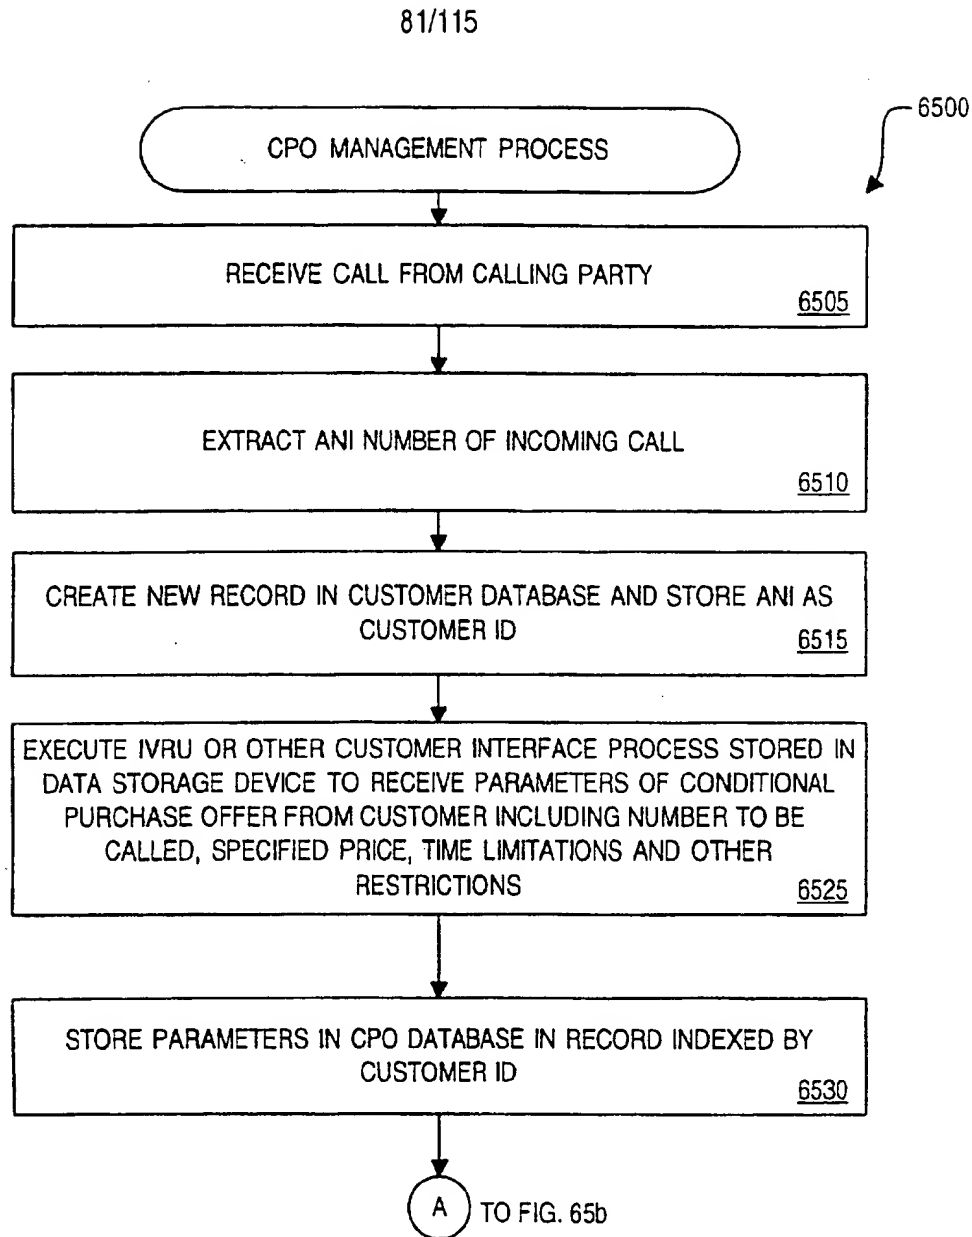 81/115
6500
CPO MANAGEMENT PROCESS
RECEIVE CALL FROM CALLING PARTY
6505
EXTRACT ANI NUMBER OF INCOMING CALL
6510
CREATE NEW RECORD IN CUSTOMER DATABASE AND STORE ANI AS
CUSTOMER ID
6515
EXECUTE IVRU OR OTHER CUSTOMER INTERFACE PROCESS STORED IN
DATA STORAGE DEVICE TO RECEIVE PARAMETERS OF CONDITIONAL
PURCHASE OFFER FROM CUSTOMER INCLUDING NUMBER TO BE
CALLED, SPECIFIED PRICE, TIME LIMITATIONS AND OTHER
RESTRICTIONS
6525
STORE PARAMETERS IN CPO DATABASE IN RECORD INDEXED BY
CUSTOMER ID
6530
A TO FIG. 65b